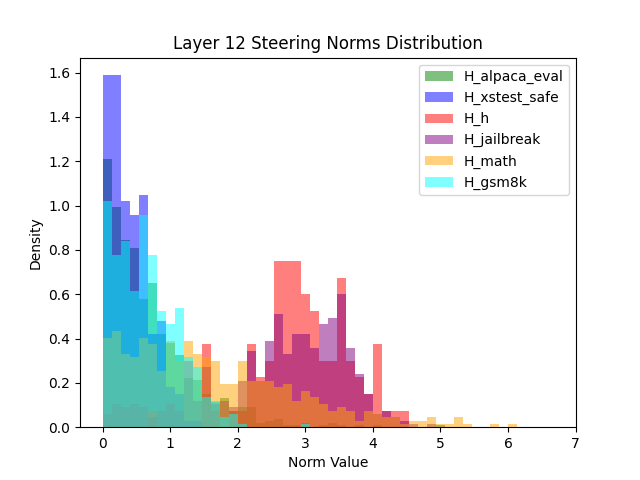 Layer 12 Steering Norms Distribution
H_alpaca_eval
H_xstest_safe
H_h
H_jailbreak
H_math
H_gsm8k
Density
1.6
1.4
1.2
1.0
0.8
0.6
0.4
0.2
0.0
0 1 2 3 4 5 6 7
Norm Value